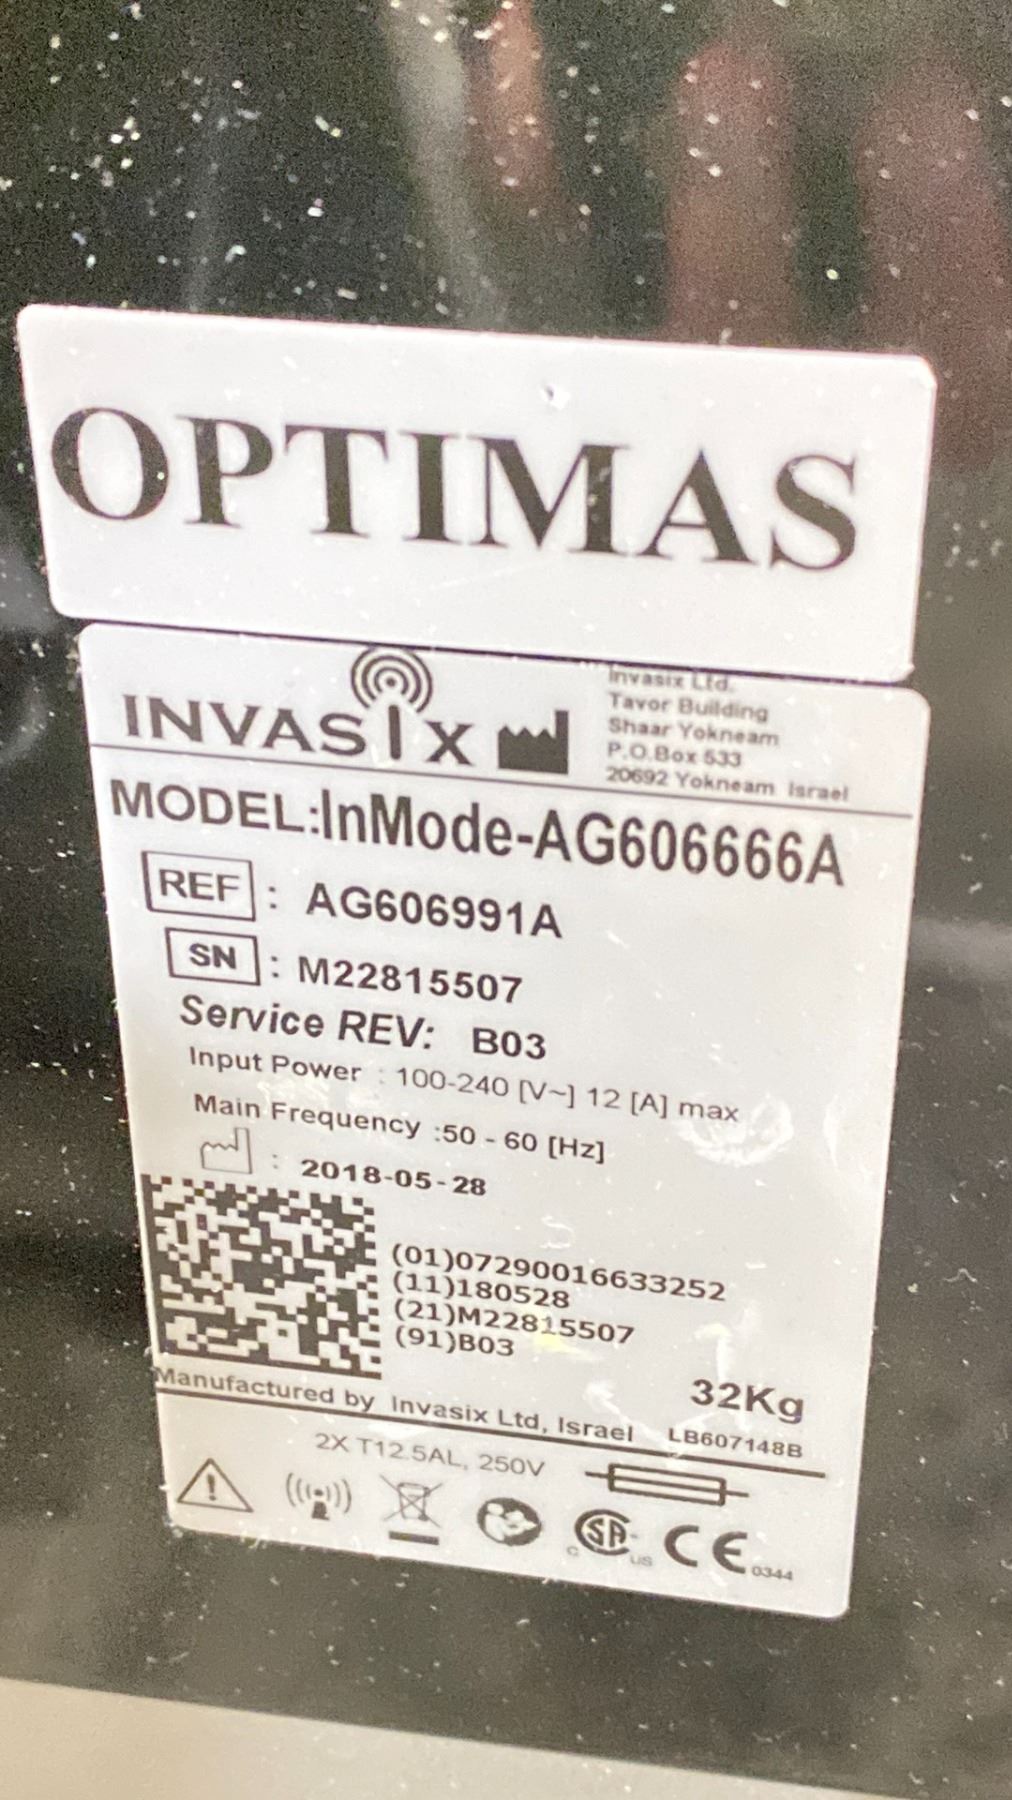 OPTIMAS
INVASIX
Invasix Ltd.
Tavor Building
Shaar Yokneam
P.O.Box 533
20692 Yokneam Israel
MODEL:InMode-AG606666A
REF : AG606991A
SN : M22815507
Service REV: B03
Input Power : 100-240 [V~] 12 [A] max
Main Frequency :50 - 60 [Hz]
: 2018-05-28
(01)07290016633252
(11)180528
(21)M22815507
(91)B03
32Kg
Manufactured by Invasix Ltd, Israel LB607148B
2X T12.5AL, 250V
C SA US CE 0344